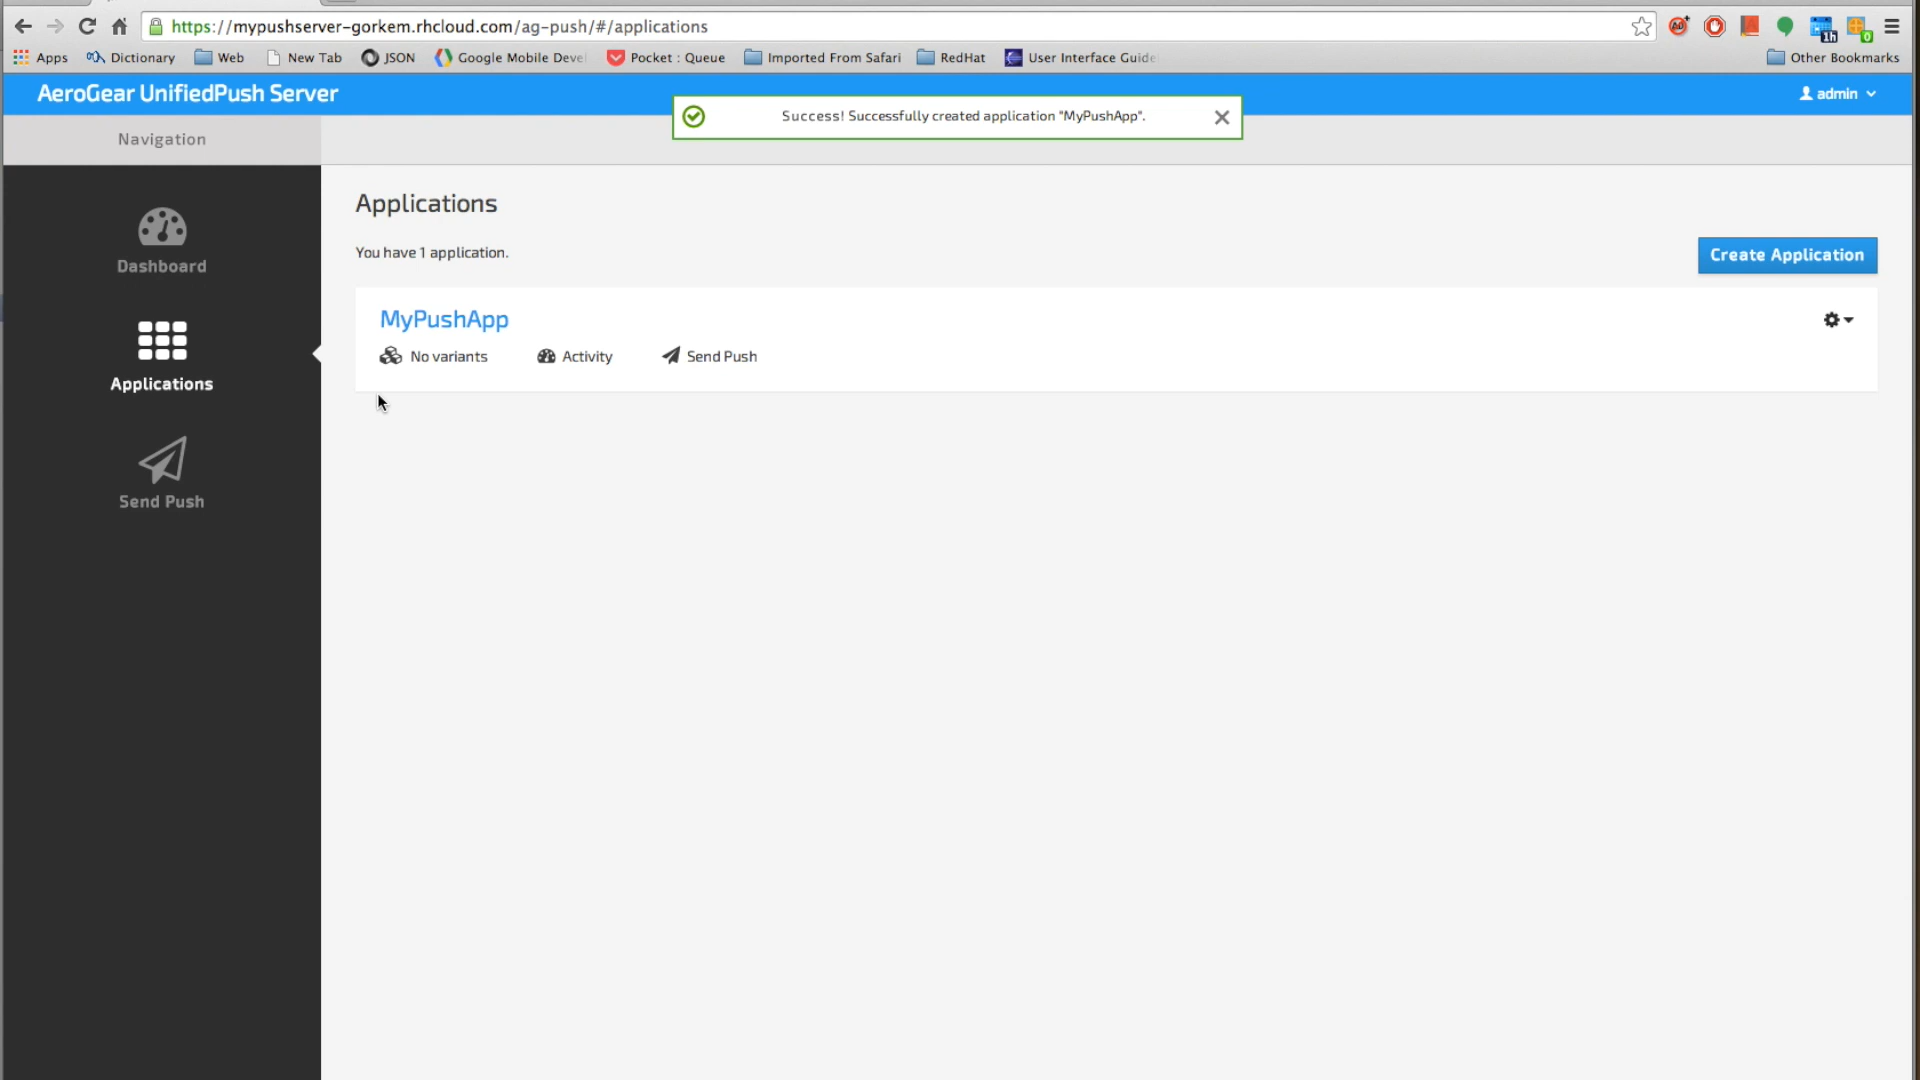 https://mypushserver-gorkem.rhcloud.com/ag-push/#/applications
Apps Dictionary Web New Tab JSON Google Mobile Deve Pocket : Queue Imported From Safari RedHat User Interface Guide Other Bookmarks
1h 0
AeroGear UnifiedPush Server
admin
Success! Successfully created application "MyPushApp".
Navigation
Dashboard
Applications
Send Push
Applications
You have 1 application.
Create Application
MyPushApp
No variants Activity Send Push